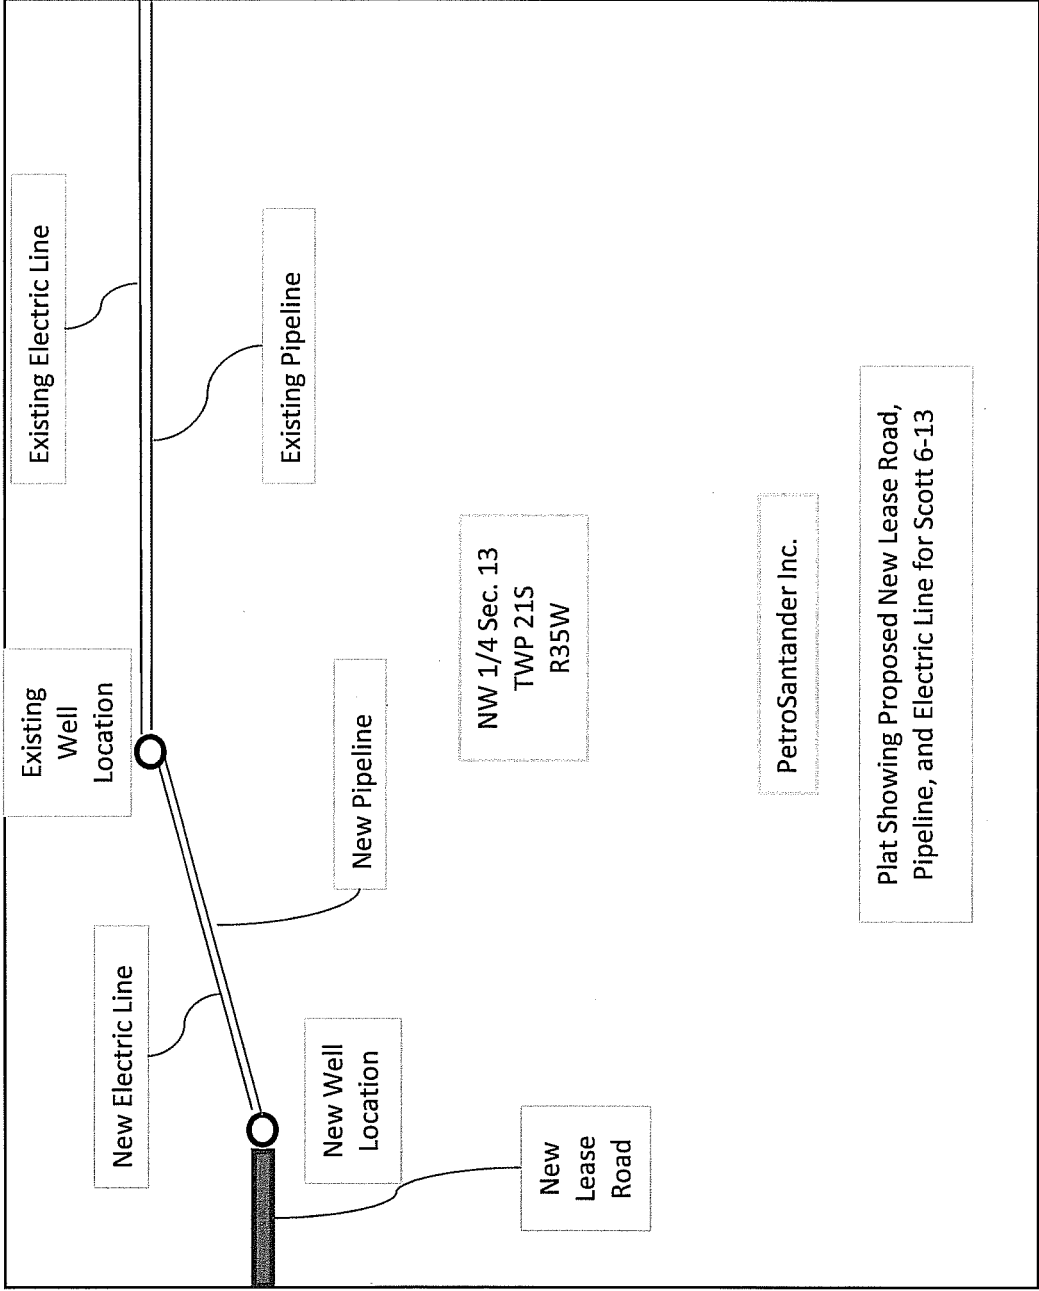 Existing
Well
Location
Existing Electric Line
New Electric Line
Existing Pipeline
New Well
Location
New Pipeline
NW 1/4 Sec. 13
TWP 21S
R35W
New
Lease
Road
PetroSantander Inc.
Plat Showing Proposed New Lease Road,
Pipeline, and Electric Line for Scott 6-13